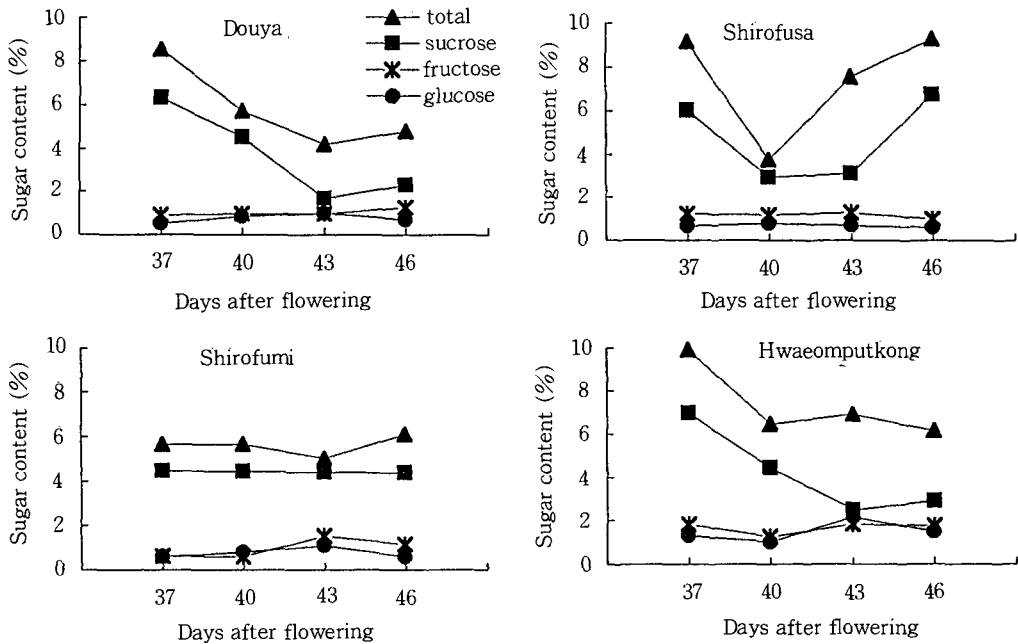 Douya
total
sucrose
fructose
glucose
Sugar content (%)
10
8
6
4
2
0
37 40 43 46
Days after flowering
Shirofusa
Sugar content (%)
10
8
6
4
2
0
37 40 43 46
Days after flowering
Shirofumi
Sugar content (%)
10
8
6
4
2
0
37 40 43 46
Days after flowering
Hwaeomputkong
Sugar content (%)
10
8
6
4
2
0
37 40 43 46
Days after flowering